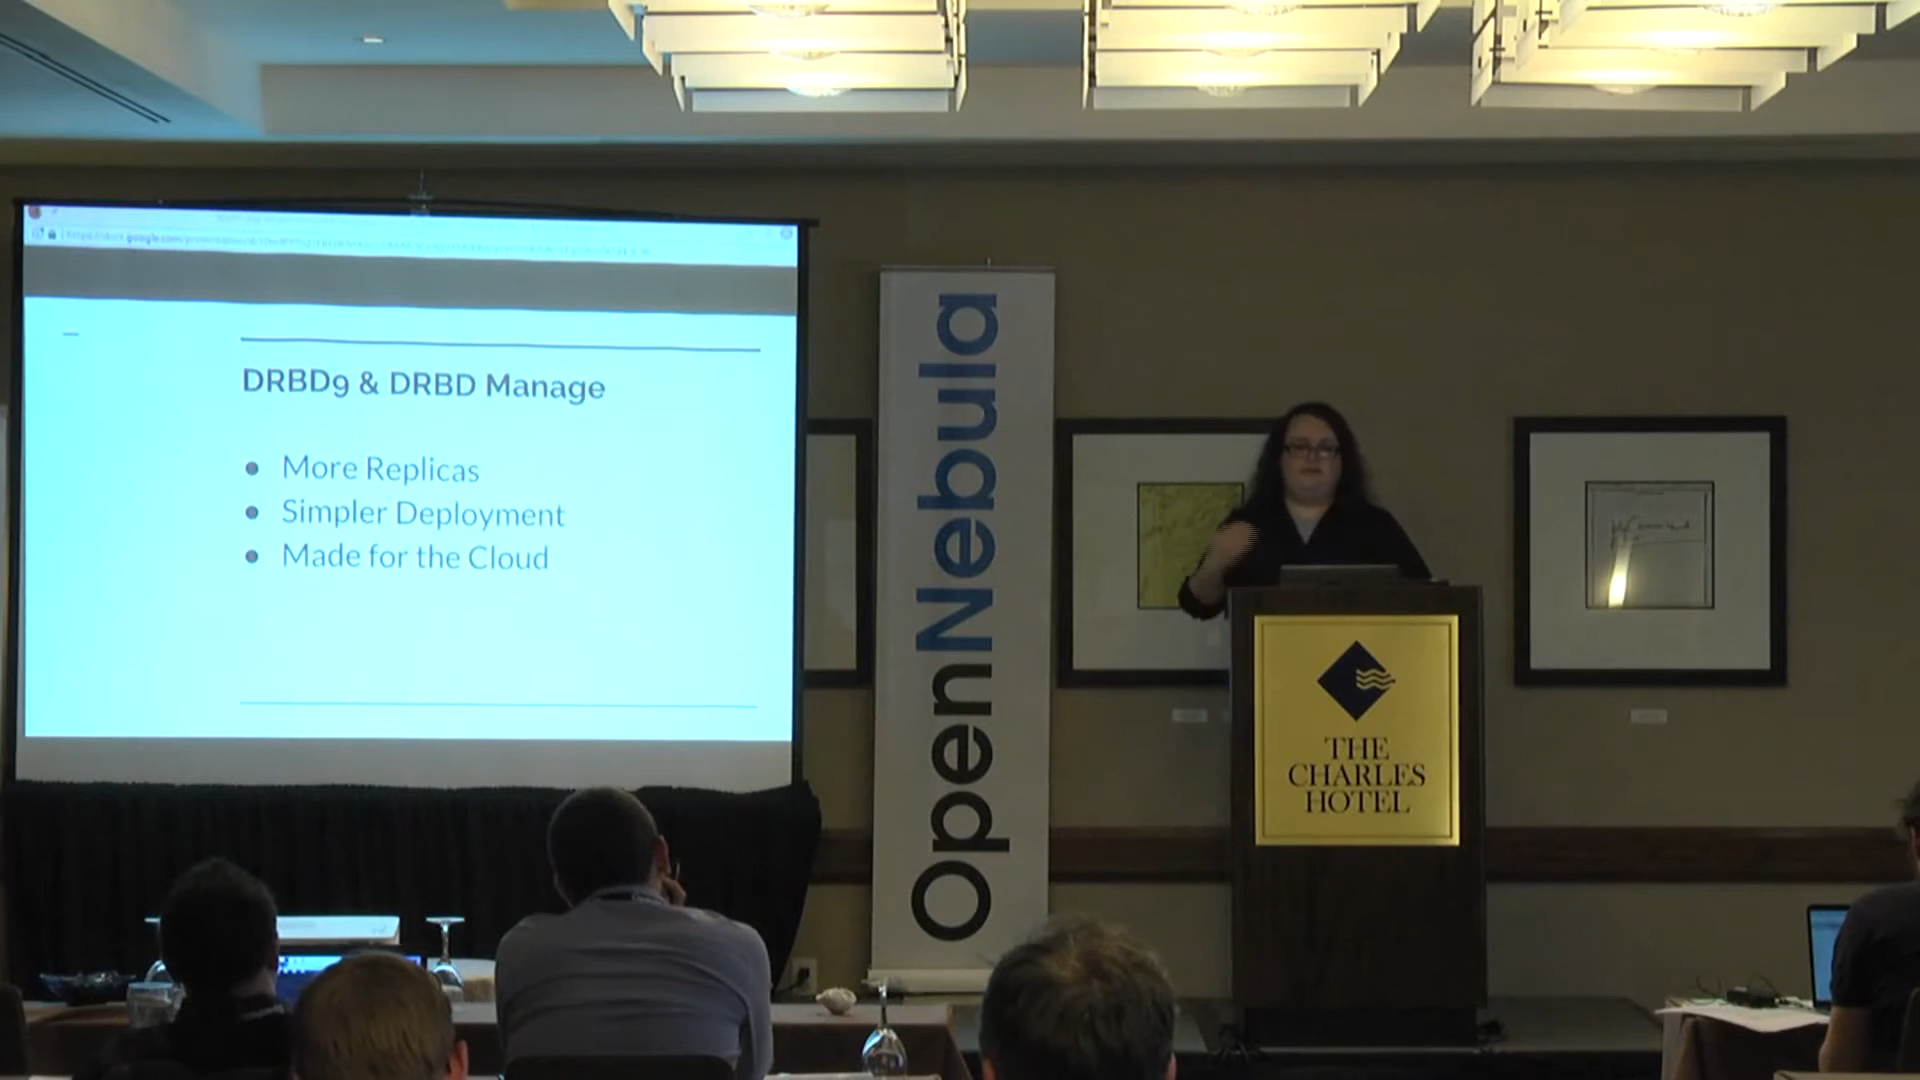 DRBD9 & DRBD Manage
More Replicas
Simpler Deployment
Made for the Cloud
OpenNebula
THE
CHARLES
HOTEL